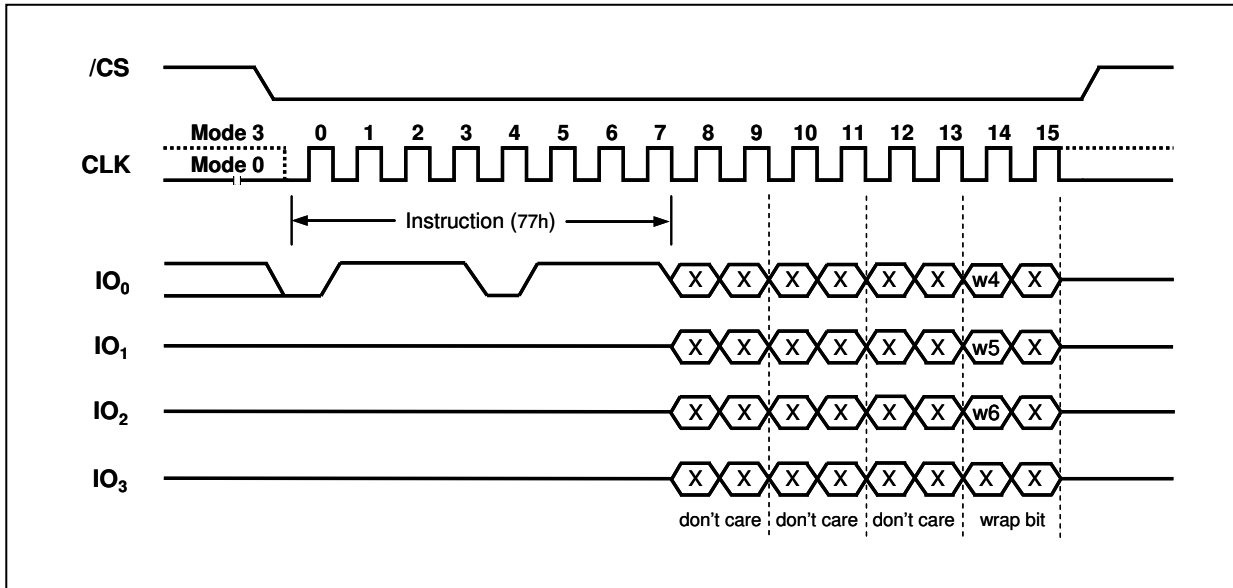 /CS
Mode 3 0 1 2 3 4 5 6 7 8 9 10 11 12 13 14 15
CLK Mode 0
Instruction (77h)
IO0 X X X X X X w4 X
IO1 X X X X X X w5 X
IO2 X X X X X X w6 X
IO3 X X X X X X X X
don't care don't care don't care wrap bit